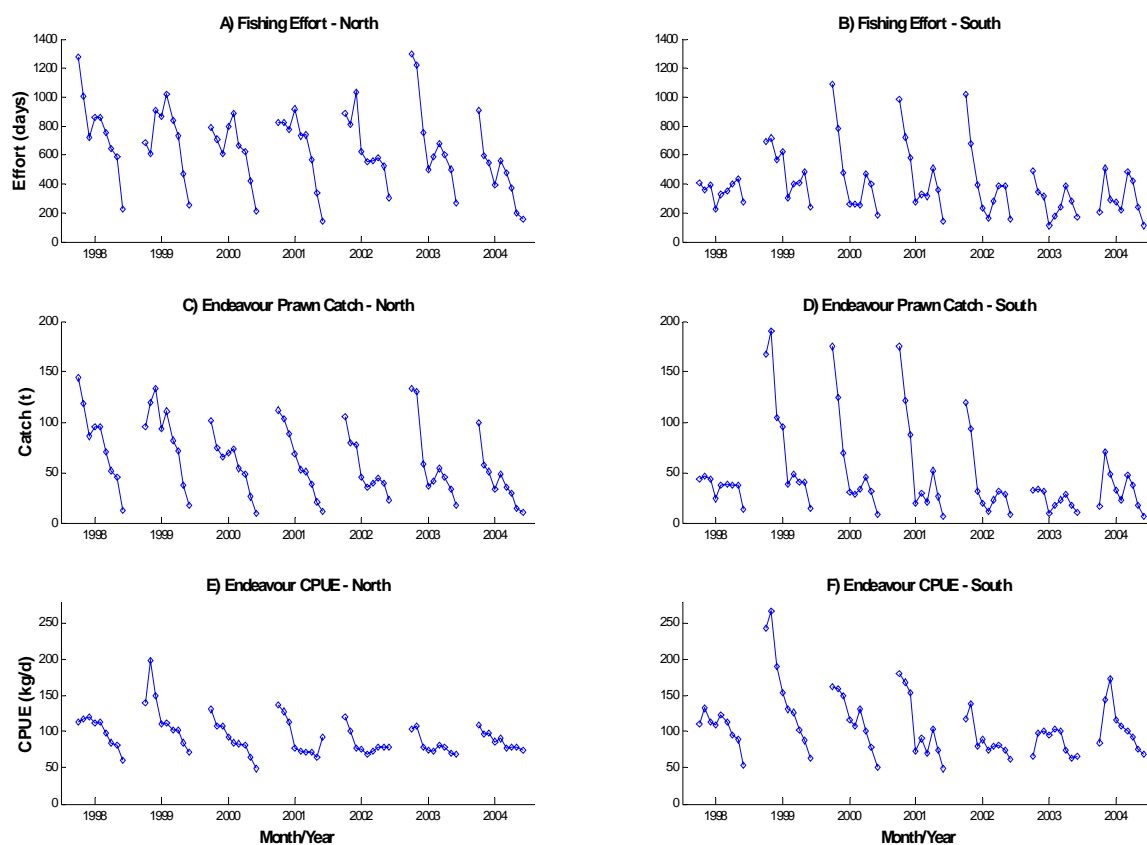 A) Fishing Effort - North
B) Fishing Effort - South
1400
1200
1000
800
600
400
200
0
Effort (days)
1998 1999 2000 2001 2002 2003 2004
1400
1200
1000
800
600
400
200
0
1998 1999 2000 2001 2002 2003 2004
C) Endeavour Prawn Catch - North
D) Endeavour Prawn Catch - South
200
150
100
50
0
Catch (t)
1998 1999 2000 2001 2002 2003 2004
200
150
100
50
0
1998 1999 2000 2001 2002 2003 2004
E) Endeavour CPUE - North
F) Endeavour CPUE - South
250
200
150
100
50
0
CPUE (kg/d)
1998 1999 2000 2001 2002 2003 2004
Month/Year
250
200
150
100
50
0
1998 1999 2000 2001 2002 2003 2004
Month/Year